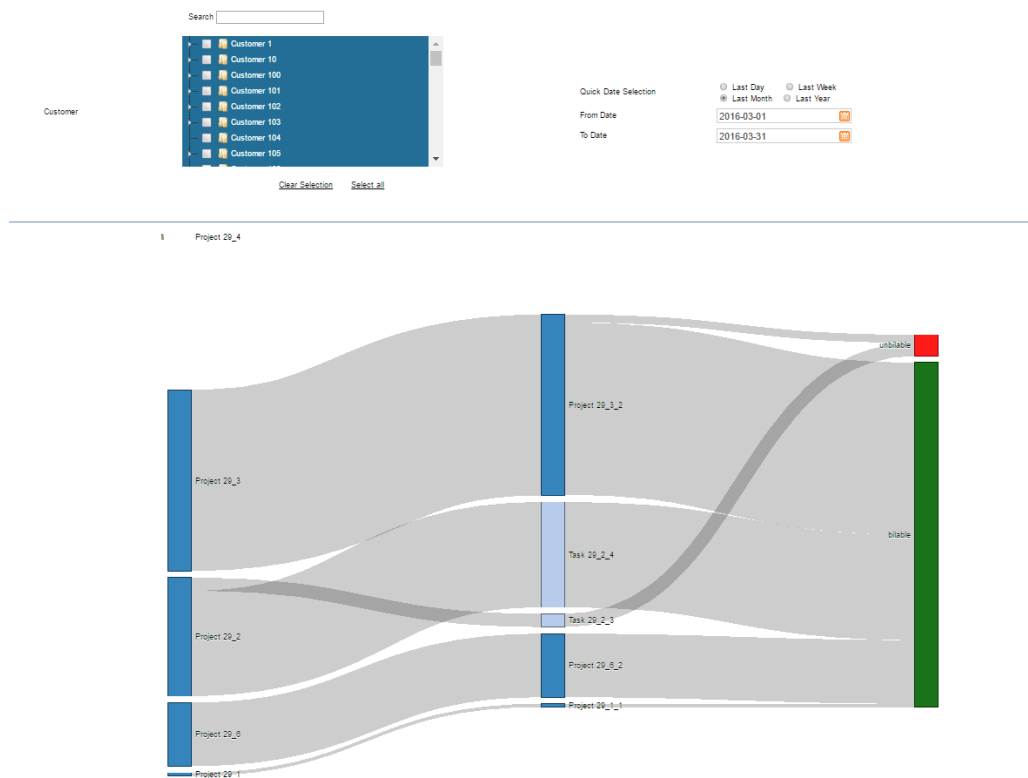 Search
Customer 1
Customer 10
Customer 100
Customer 101
Customer 102
Customer 103
Customer 104
Customer 105
Customer
Clear Selection Select all
Quick Date Selection
Last Day Last Week
Last Month Last Year
From Date 2016-03-01
To Date 2016-03-31
Project 29_4
unbilable
Project 29_3_2
Project 29_3
bilable
Task 29_2_4
Task 29_2_3
Project 29_2
Project 29_6_2
Project 29_1_1
Project 29_6
Project 29_1